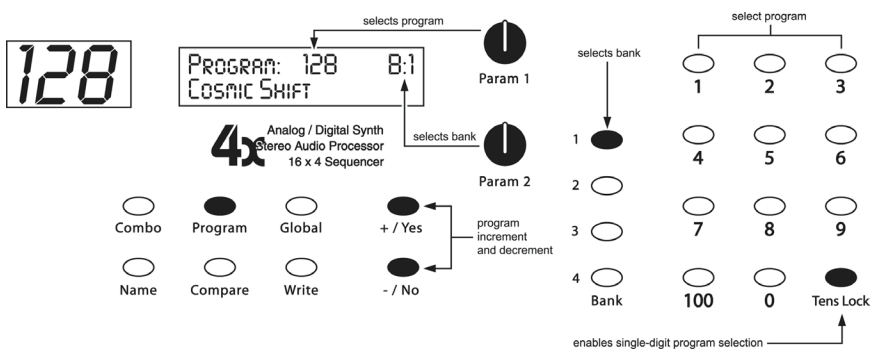 selects program
select program
128
PROGRAM: 128 B:1
COSMIC SHIFT
Param 1
selects bank
1 2 3
4x
Analog / Digital Synth
Stereo Audio Processor
16 x 4 Sequencer
selects bank
Param 2
1
4 5 6
2
Combo Program Global + / Yes
program
increment
and decrement
3
7 8 9
Name Compare Write - / No
4
Bank
100 0 Tens Lock
enables single-digit program selection